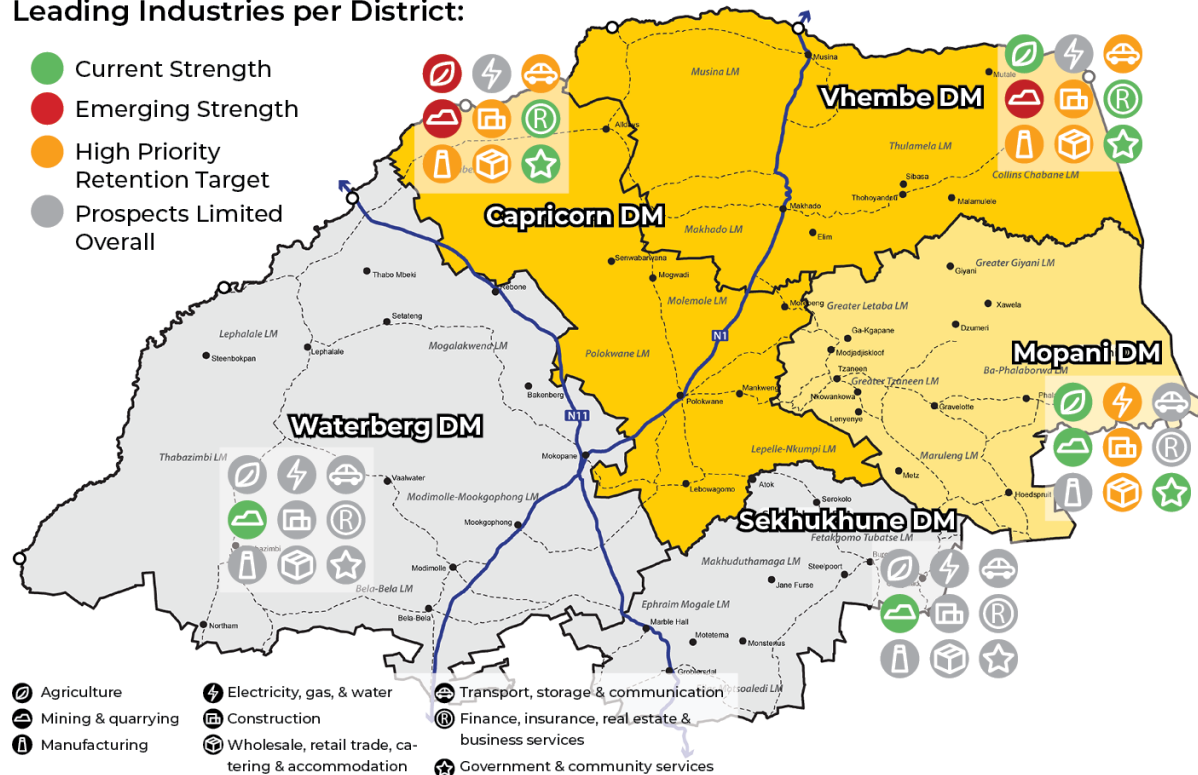 Leading Industries per District:
Current Strength
Emerging Strength
High Priority
Retention Target
Prospects Limited
Overall
Musina LM
Musina
Mutale
Vhembe DM
Alldays
Thulamela LM
Collins Chabane LM
Sibasa
Thohoyandou
Malamulele
Capricorn DM
Makhado
Makhado LM
Elim
Senwabarwana
Mogwadi
Thabo Mbeki
Rebone
Molemole LM
Greater Giyani LM
Giyani
Greater Letaba LM
Xawela
Setateng
Lephalale LM
Lephalale
Steenbokpan
Mogalakwena LM
N1
Ga-Kgapane
Dzumeri
Modjadjiskloof
Mopani DM
Polokwane LM
Tzaneen
Ba-Phalaborwa LM
Greater Tzaneen LM
Bakenberg
Mankweng
Nkowankowa
Polokwane
Gravelotte
Lenyenye
N11
Waterberg DM
Mokopane
Lepelle-Nkumpi LM
Maruleng LM
Thabazimbi LM
Metz
Vaalwater
Lebowagomo
Atok
Modimolle-Mookgophong LM
Serokolo
Hoedspruit
Mookgophong
Sekhukhune DM
Fetakgomo Tubatse LM
Makhuduthamaga LM
Modimolle
Steelpoort
Jane Furse
Bela-Bela LM
Bela-Bela
Ephraim Mogale LM
Northam
Marble Hall
Motetema
Monsterus
Groblersdal
Agriculture
Mining & quarrying
Manufacturing
Electricity, gas, & water
Construction
Wholesale, retail trade, ca-
tering & accommodation
Transport, storage & communication
Finance, insurance, real estate &
business services
Government & community services